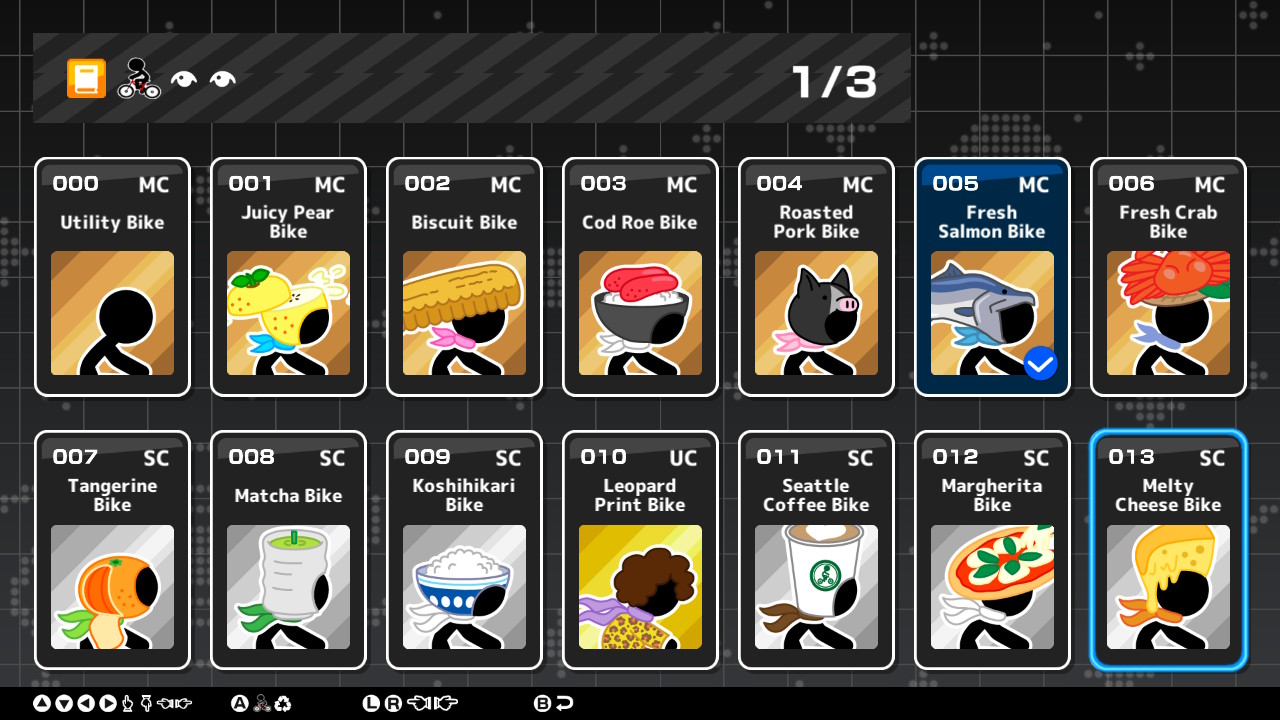 1/3
000 MC
Utility Bike
001 MC
Juicy Pear
Bike
002 MC
Biscuit Bike
003 MC
Cod Roe Bike
004 MC
Roasted
Pork Bike
005 MC
Fresh
Salmon Bike
006 MC
Fresh Crab
Bike
007 SC
Tangerine
Bike
008 SC
Matcha Bike
009 SC
Koshihikari
Bike
010 UC
Leopard
Print Bike
011 SC
Seattle
Coffee Bike
012 SC
Margherita
Bike
013 SC
Melty
Cheese Bike
A L R B